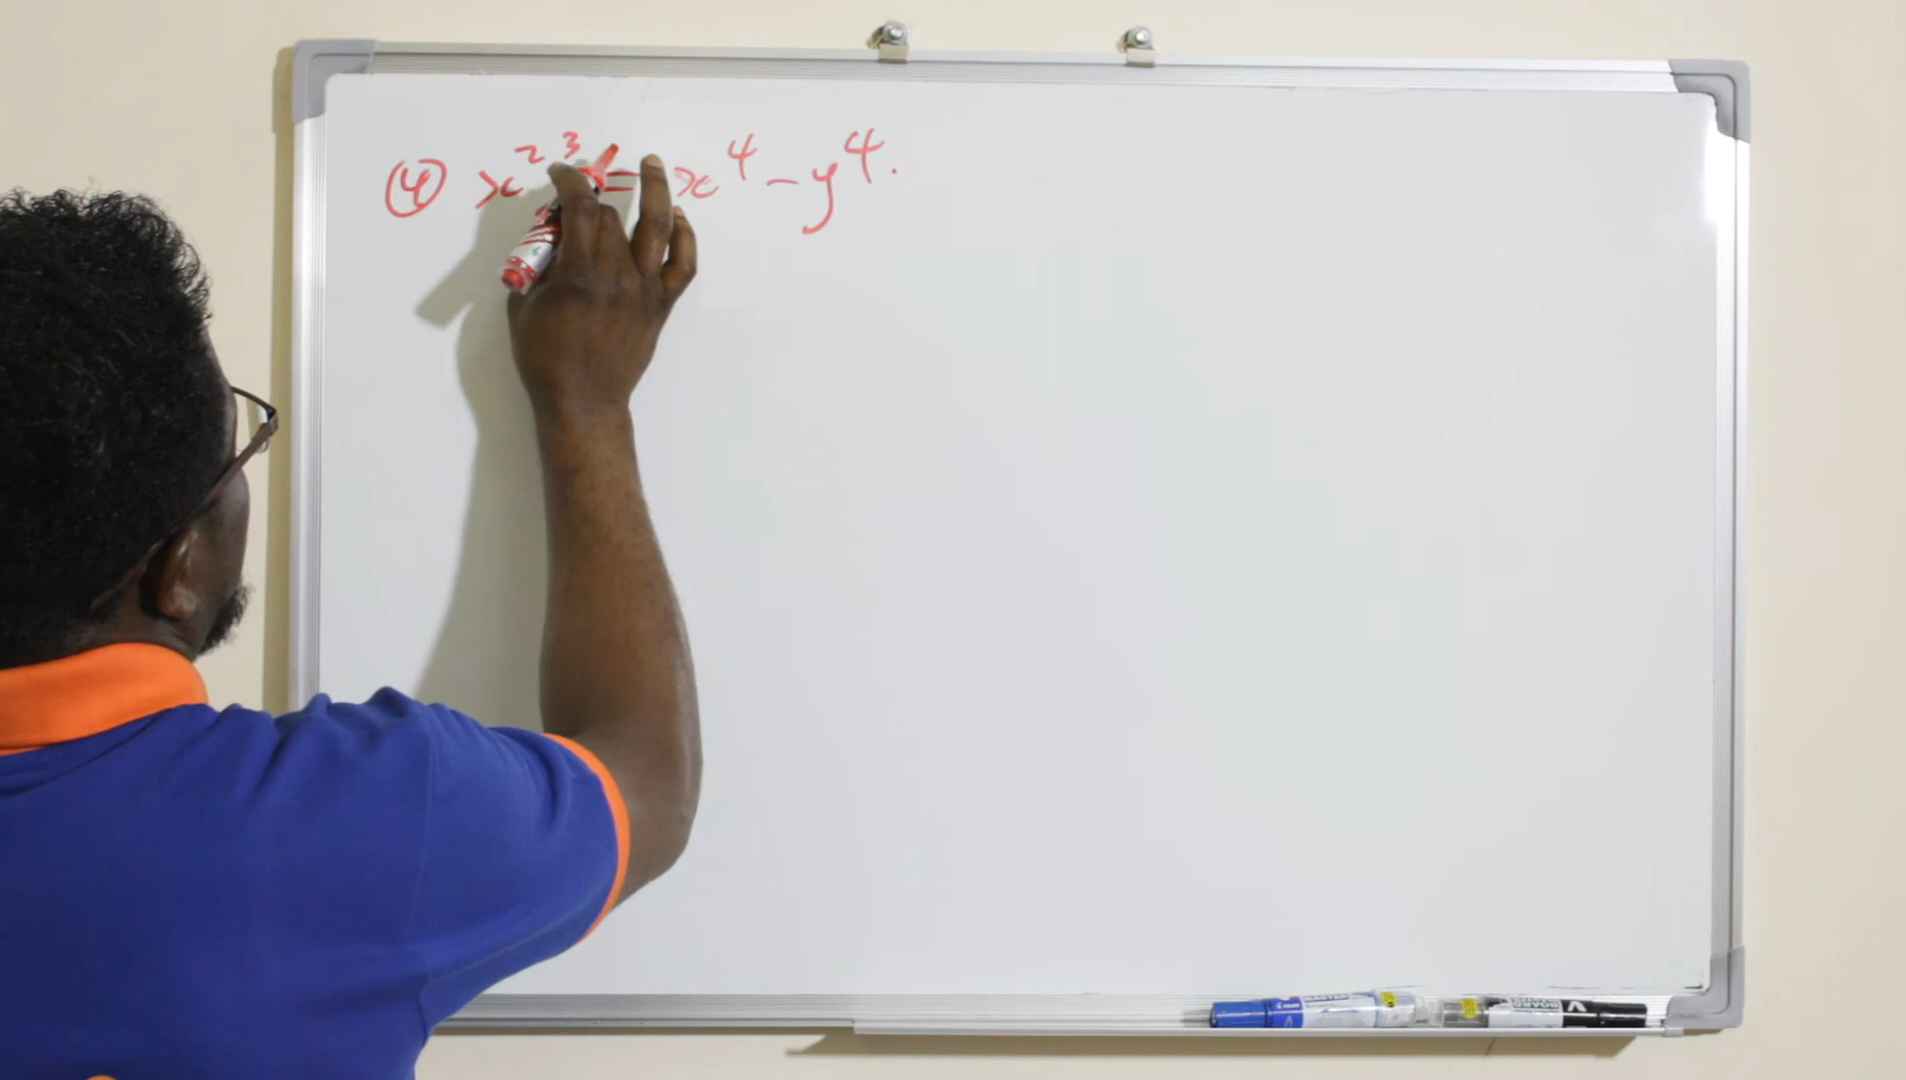 ④ x² ³ = x⁴ - y⁴.